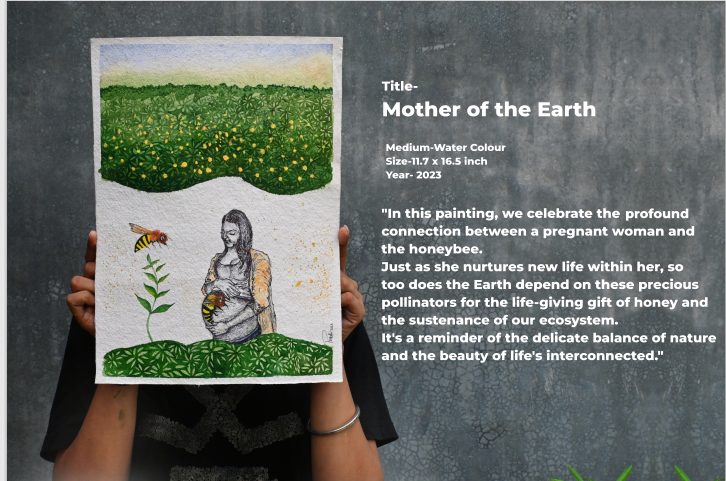 Title-
Mother of the Earth
Medium-Water Colour
Size-11.7 x 16.5 inch
Year- 2023
"In this painting, we celebrate the profound
connection between a pregnant woman and
the honeybee.
Just as she nurtures new life within her, so
too does the Earth depend on these precious
pollinators for the life-giving gift of honey and
the sustenance of our ecosystem.
It's a reminder of the delicate balance of nature
and the beauty of life's interconnected."